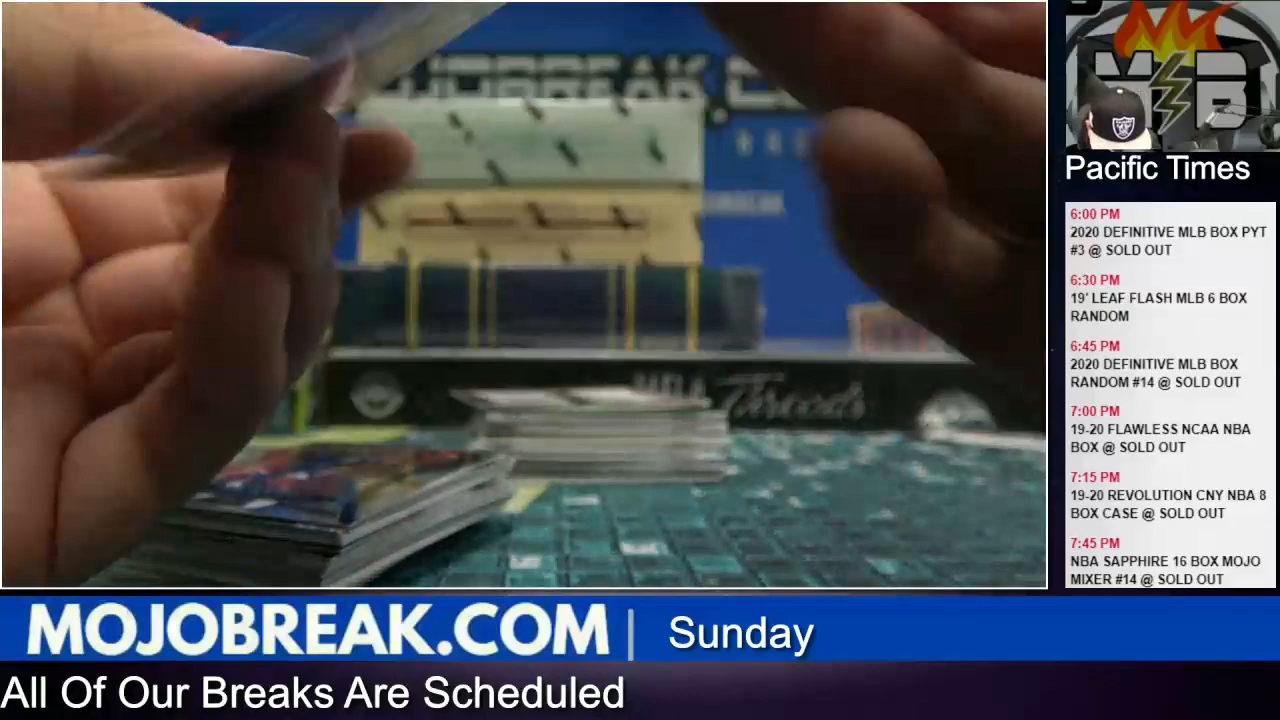 MOJOBREAK.CO
BREAK
Threads
M B
Pacific Times
6:00 PM
2020 DEFINITIVE MLB BOX PYT
#3 @ SOLD OUT
6:30 PM
19' LEAF FLASH MLB 6 BOX
RANDOM
6:45 PM
2020 DEFINITIVE MLB BOX
RANDOM #14 @ SOLD OUT
7:00 PM
19-20 FLAWLESS NCAA NBA
BOX @ SOLD OUT
7:15 PM
19-20 REVOLUTION CNY NBA 8
BOX CASE @ SOLD OUT
7:45 PM
NBA SAPPHIRE 16 BOX MOJO
MIXER #14 @ SOLD OUT
MOJOBREAK.COM | Sunday
All Of Our Breaks Are Scheduled